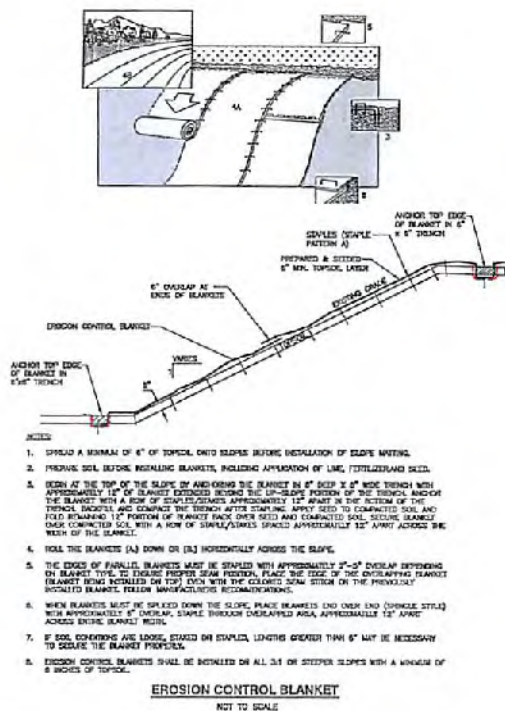 4B
4A
5
3
6
ANCHOR TOP EDGE
OF BLANKET IN 6"
x 6" TRENCH
STAPLES (STAPLE
PATTERN A)
PREPARED & SEEDED
6" MIN. TOPSOIL LAYER
6" OVERLAP AT
ENDS OF BLANKETS
EXISTING GRADE
TOPSOIL
EROSION CONTROL BLANKET
VARIES
1
6"
ANCHOR TOP EDGE
OF BLANKET IN
6"x6" TRENCH
NOTES:
1. SPREAD A MINIMUM OF 6" OF TOPSOIL ONTO SLOPES BEFORE INSTALLATION OF SLOPE MATTING.
2. PREPARE SOIL BEFORE INSTALLING BLANKETS, INCLUDING APPLICATION OF LIME, FERTILIZER AND SEED.
3. BEGIN AT THE TOP OF THE SLOPE BY ANCHORING THE BLANKET IN 6" DEEP X 6" WIDE TRENCH WITH
APPROXIMATELY 12" OF BLANKET EXTENDED BEYOND THE UP-SLOPE PORTION OF THE TRENCH. ANCHOR
THE BLANKET WITH A ROW OF STAPLES/STAKES APPROXIMATELY 12" APART IN THE BOTTOM OF THE
TRENCH. BACKFILL AND COMPACT THE TRENCH AFTER STAPLING. APPLY SEED TO COMPACTED SOIL AND
FOLD REMAINING 12" PORTION OF BLANKET BACK OVER SEED AND COMPACTED SOIL. SECURE BLANKET
OVER COMPACTED SOIL WITH A ROW OF STAPLE/STAKES SPACED APPROXIMATELY 12" APART ACROSS THE
WIDTH OF THE BLANKET.
4. ROLL THE BLANKETS (A.) DOWN OR (B.) HORIZONTALLY ACROSS THE SLOPE.
5. THE EDGES OF PARALLEL BLANKETS MUST BE STAPLED WITH APPROXIMATELY 2"-5" OVERLAP DEPENDING
ON BLANKET TYPE. TO ENSURE PROPER SEAM POSITION, PLACE THE EDGE OF THE OVERLAPPING BLANKET
(BLANKET BEING INSTALLED ON TOP) EVEN WITH THE COLORED SEAM STITCH ON THE PREVIOUSLY
INSTALLED BLANKET. FOLLOW MANUFACTURERS RECOMMENDATIONS.
6. WHEN BLANKETS MUST BE SPLICED DOWN THE SLOPE, PLACE BLANKETS END OVER END (SHINGLE STYLE)
WITH APPROXIMATELY 6" OVERLAP. STAPLE THROUGH OVERLAPPED AREA, APPROXIMATELY 12" APART
ACROSS ENTIRE BLANKET WIDTH.
7. IF SOIL CONDITIONS ARE LOOSE, STAKED OR STAPLED, LENGTHS GREATER THAN 6" MAY BE NECESSARY
TO SECURE THE BLANKET PROPERLY.
8. EROSION CONTROL BLANKETS SHALL BE INSTALLED ON ALL 3:1 OR STEEPER SLOPES WITH A MINIMUM OF
6 INCHES OF TOPSOIL.
EROSION CONTROL BLANKET
NOT TO SCALE